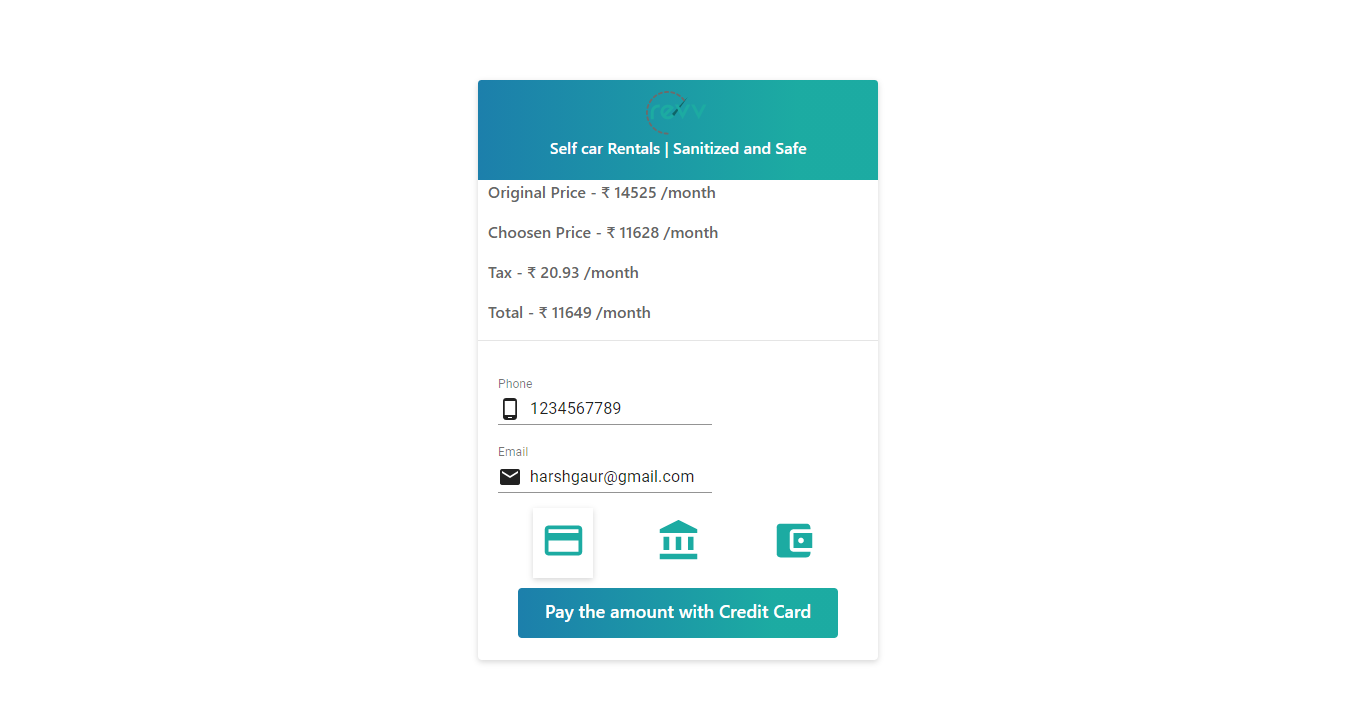 revv
Self car Rentals | Sanitized and Safe
Original Price - ₹ 14525 /month
Choosen Price - ₹ 11628 /month
Tax - ₹ 20.93 /month
Total - ₹ 11649 /month
Phone
1234567789
Email
harshgaur@gmail.com
Pay the amount with Credit Card